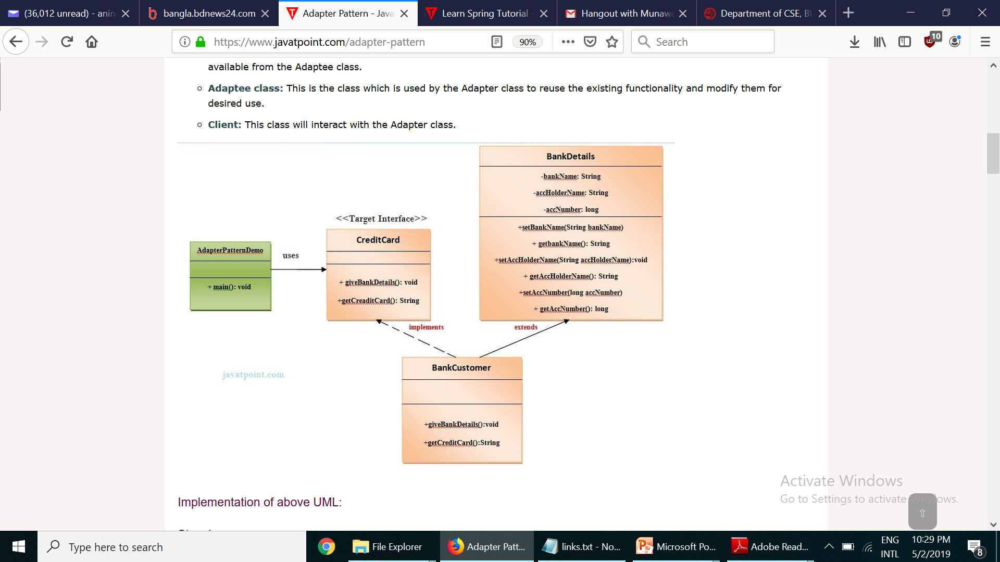 (36,012 unread) - anin
bangla.bdnews24.com
Adapter Pattern - Java
Learn Spring Tutorial -
Hangout with Munawa
Department of CSE, BU
https://www.javatpoint.com/adapter-pattern
90%
Search
10
available from the Adaptee class.
Adaptee class: This is the class which is used by the Adapter class to reuse the existing functionality and modify them for
desired use.
Client: This class will interact with the Adapter class.
BankDetails
-bankName: String
-accHolderName: String
-accNumber: long
+setBankName(String bankName)
+ getbankName(): String
+setAccHolderName(String accHolderName):void
+ getAccHolderName(): String
+setAccNumber(long accNumber)
+ getAccNumber(): long
<<Target Interface>>
CreditCard
+ giveBankDetails(): void
+getCreaditCard(): String
AdapterPatternDemo
+ main(): void
uses
implements
extends
BankCustomer
+giveBankDetails():void
+getCreditCard():String
javatpoint.com
Implementation of above UML:
Activate Windows
Go to Settings to activate Windows.
Type here to search
File Explorer
Adapter Patt...
links.txt - No...
Microsoft Po...
Adobe Read...
ENG
INTL
10:29 PM
5/2/2019
8